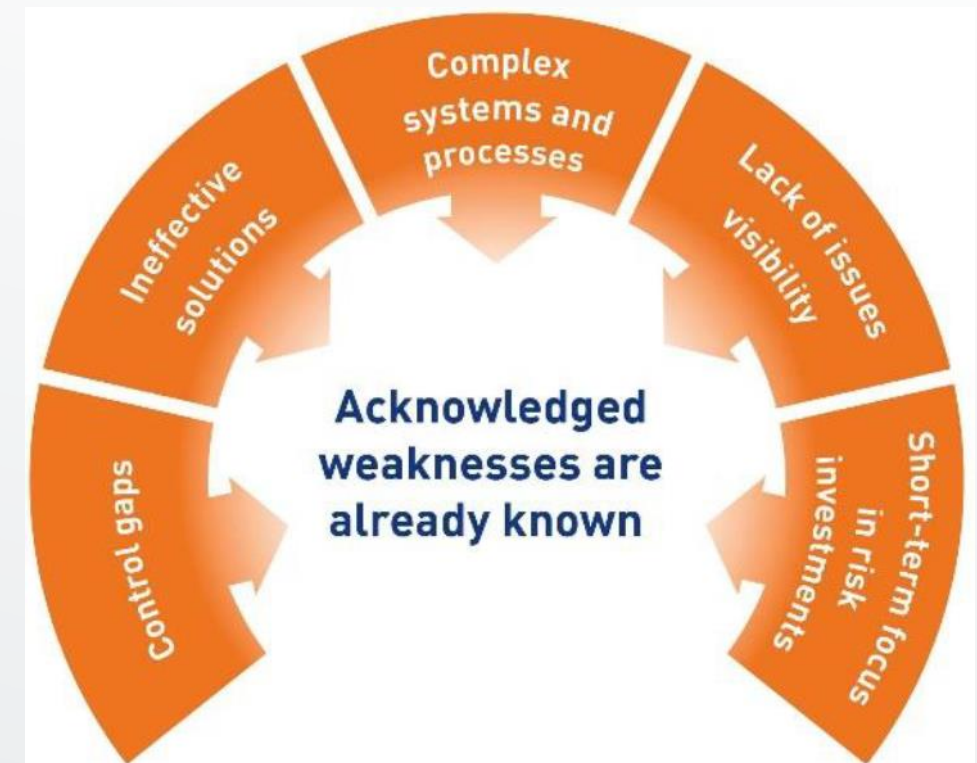 Control gaps
Ineffective
solutions
Complex
systems and
processes
Lack of issues
visibility
Short-term focus
in risk
investments
Acknowledged
weaknesses are
already known